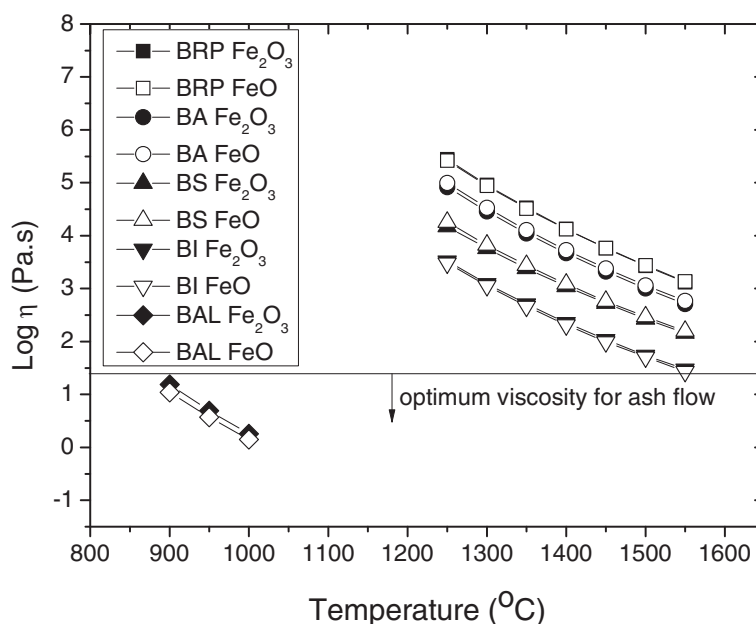 8
7
6
5
4
3
2
1
0
-1
Log η (Pa.s)
BRP Fe₂O₃
BRP FeO
BA Fe₂O₃
BA FeO
BS Fe₂O₃
BS FeO
BI Fe₂O₃
BI FeO
BAL Fe₂O₃
BAL FeO
optimum viscosity for ash flow
800 900 1000 1100 1200 1300 1400 1500 1600
Temperature (⁰C)